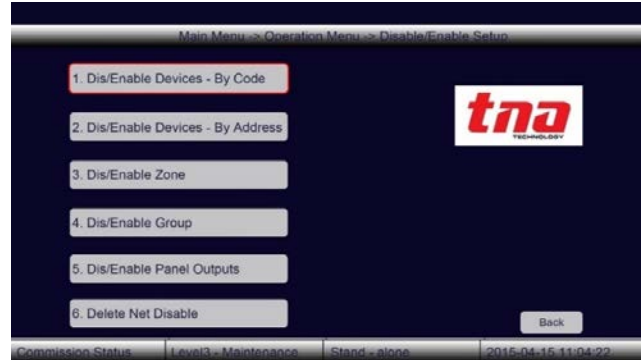 Main Menu -> Operation Menu -> Disable/Enable Setup
1. Dis/Enable Devices - By Code
2. Dis/Enable Devices - By Address
tna
TECHNOLOGY
3. Dis/Enable Zone
4. Dis/Enable Group
5. Dis/Enable Panel Outputs
6. Delete Net Disable
Back
Commission Status Level3 - Maintenance Stand - alone 2015-04-15 11:04:22